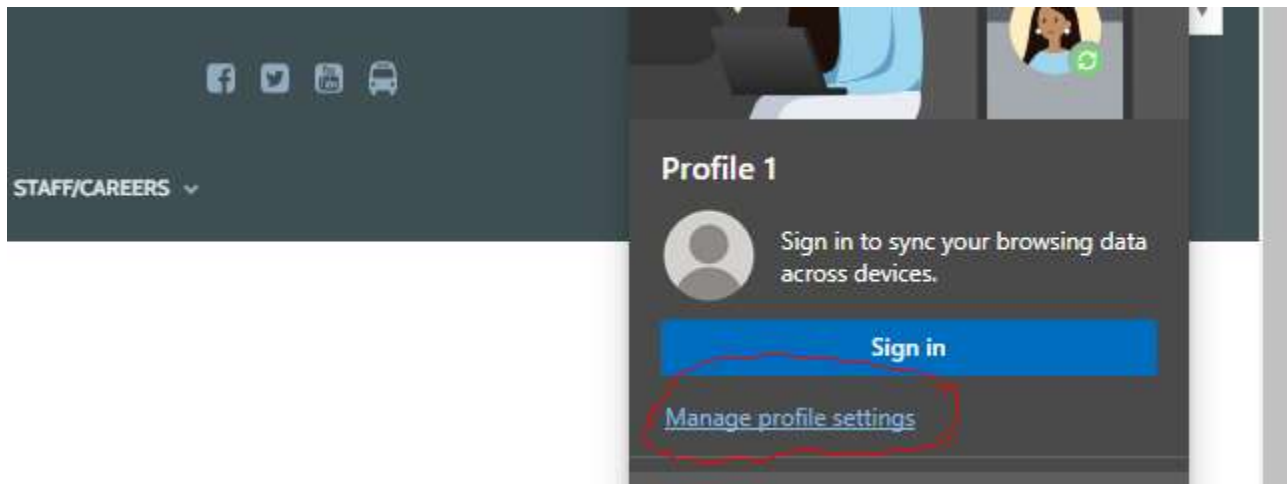 STAFF/CAREERS
Profile 1
Sign in to sync your browsing data
across devices.
Sign in
Manage profile settings